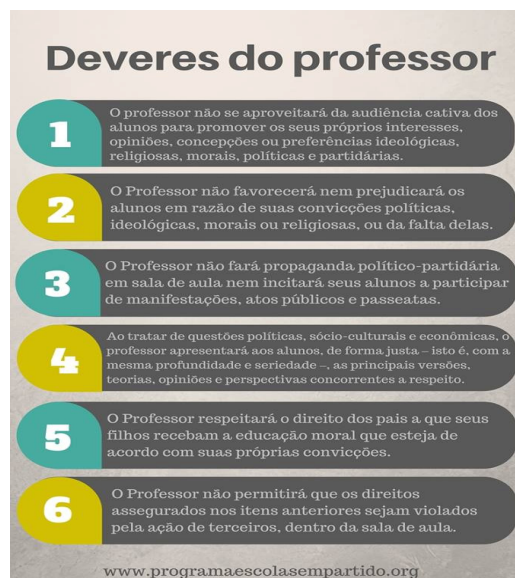 Deveres do professor
1
O professor não se aproveitará da audiência cativa dos
alunos para promover os seus próprios interesses,
opiniões, concepções ou preferências ideológicas,
religiosas, morais, políticas e partidárias.
2
O Professor não favorecerá nem prejudicará os
alunos em razão de suas convicções políticas,
ideológicas, morais ou religiosas, ou da falta delas.
3
O Professor não fará propaganda político-partidária
em sala de aula nem incitará seus alunos a participar
de manifestações, atos públicos e passeatas.
4
Ao tratar de questões políticas, sócio-culturais e econômicas, o
professor apresentará aos alunos, de forma justa – isto é, com a
mesma profundidade e seriedade –, as principais versões,
teorias, opiniões e perspectivas concorrentes a respeito.
5
O Professor respeitará o direito dos pais a que seus
filhos recebam a educação moral que esteja de
acordo com suas próprias convicções.
6
O Professor não permitirá que os direitos
assegurados nos itens anteriores sejam violados
pela ação de terceiros, dentro da sala de aula.
www.programaescolasempartido.org